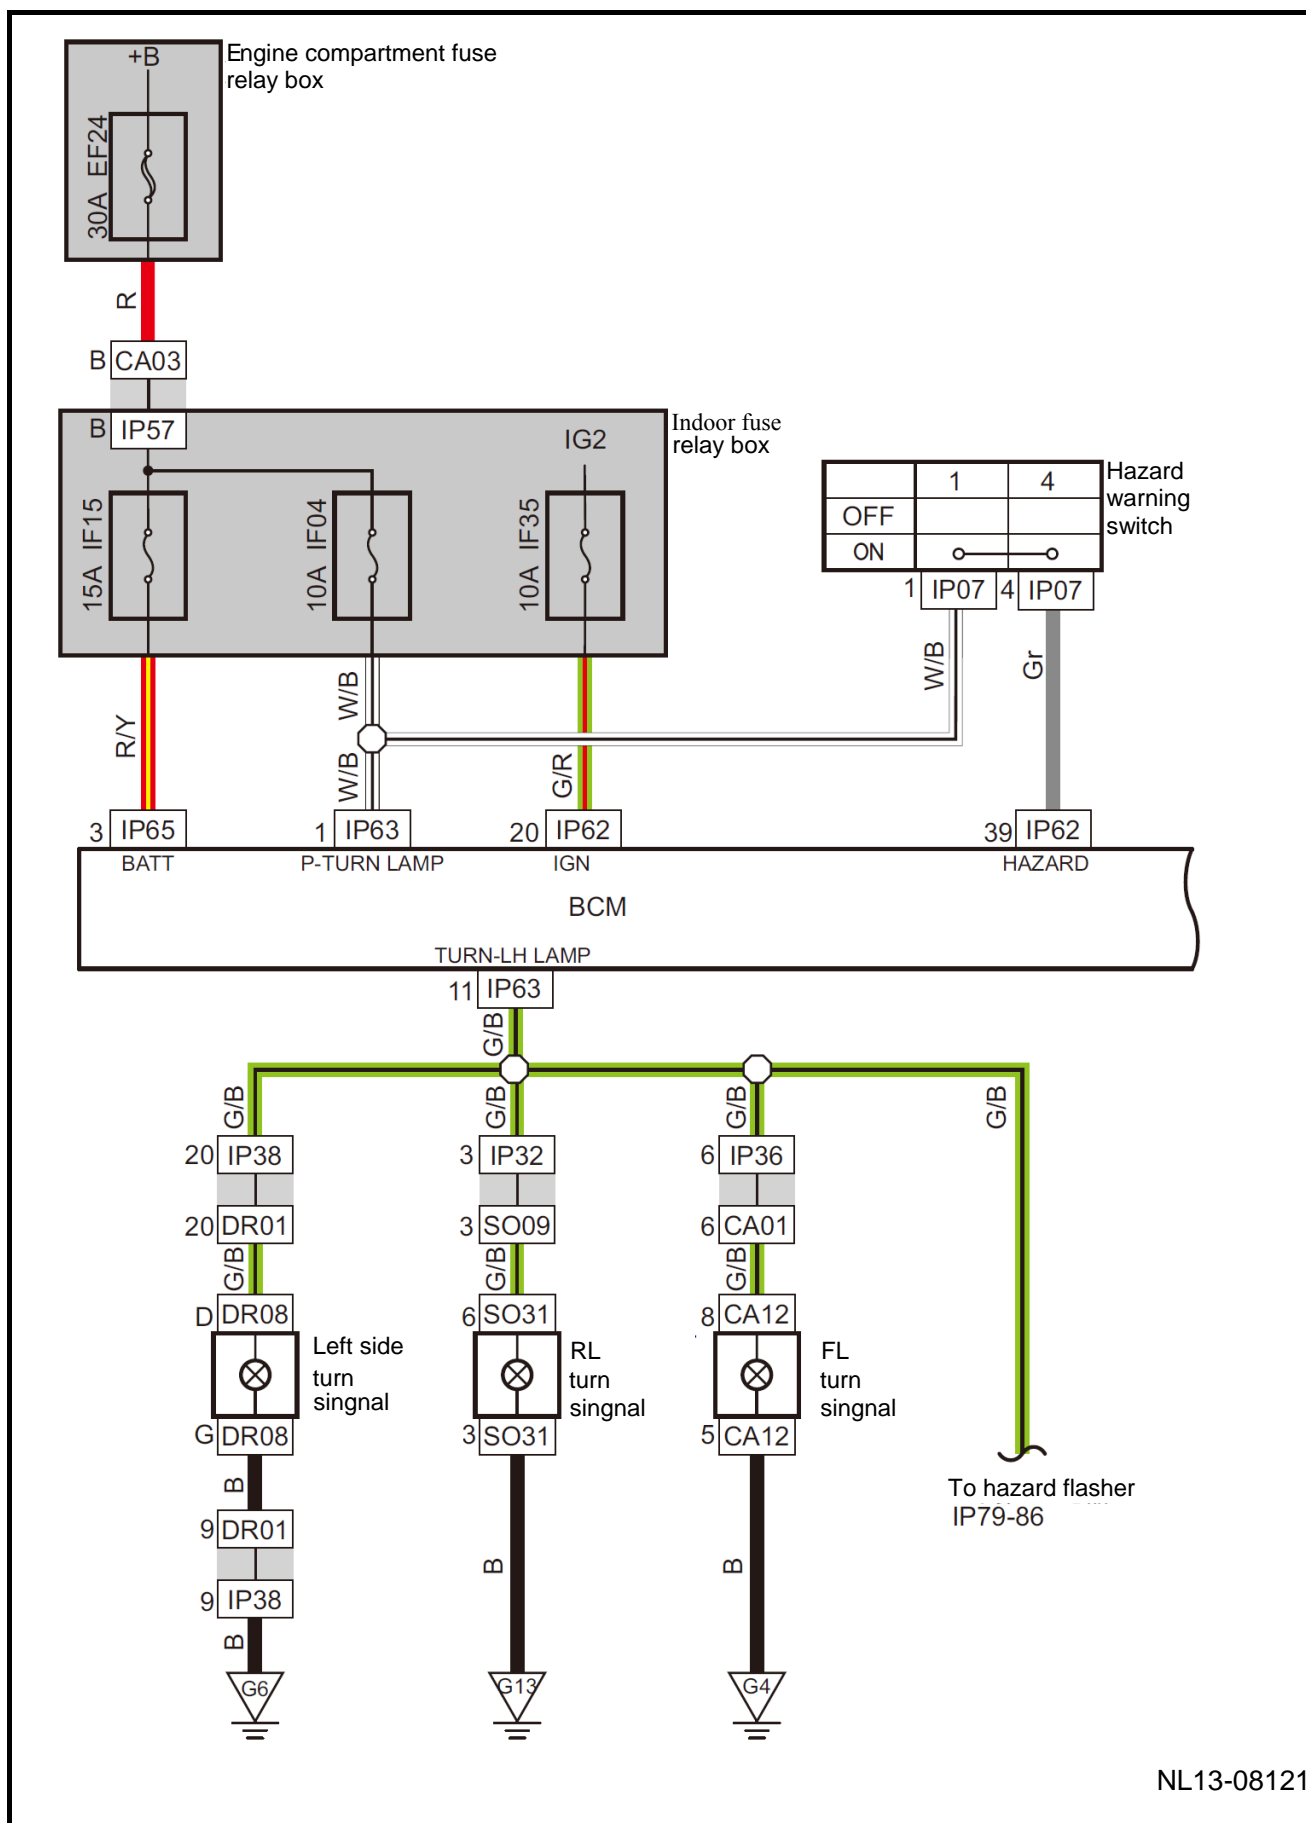 +B
Engine compartment fuse
relay box
30A EF24
R
B CA03
B IP57
Indoor fuse
relay box
IG2
15A IF15
10A IF04
10A IF35
1 4
OFF
ON
Hazard
warning
switch
1 IP07 4 IP07
R/Y
W/B
W/B
G/R
W/B
Gr
3 IP65
1 IP63
20 IP62
39 IP62
BATT
P-TURN LAMP
IGN
HAZARD
BCM
TURN-LH LAMP
11 IP63
G/B
G/B
G/B
G/B
G/B
20 IP38
3 IP32
6 IP36
20 DR01
3 SO09
6 CA01
G/B
G/B
G/B
D DR08
6 SO31
8 CA12
Left side
turn
singnal
RL
turn
singnal
FL
turn
singnal
G DR08
3 SO31
5 CA12
B
9 DR01
9 IP38
B
B
B
To hazard flasher
IP79-86
G6
G13
G4
NL13-08121